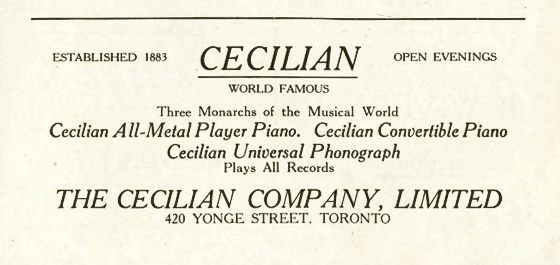 ESTABLISHED 1883 CECILIAN OPEN EVENINGS
WORLD FAMOUS
Three Monarchs of the Musical World
Cecilian All-Metal Player Piano. Cecilian Convertible Piano
Cecilian Universal Phonograph
Plays All Records
THE CECILIAN COMPANY, LIMITED
420 YONGE STREET, TORONTO